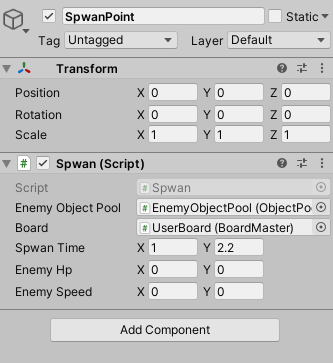 SpwanPoint Static
Tag Untagged Layer Default
Transform
Position X 0 Y 0 Z 0
Rotation X 0 Y 0 Z 0
Scale X 1 Y 1 Z 1
# Spwan (Script)
Script # Spwan
Enemy Object Pool # EnemyObjectPool (ObjectPo
Board # UserBoard (BoardMaster)
Spwan Time X 1 Y 2.2
Enemy Hp X 0 Y 0
Enemy Speed X 0 Y 0
Add Component